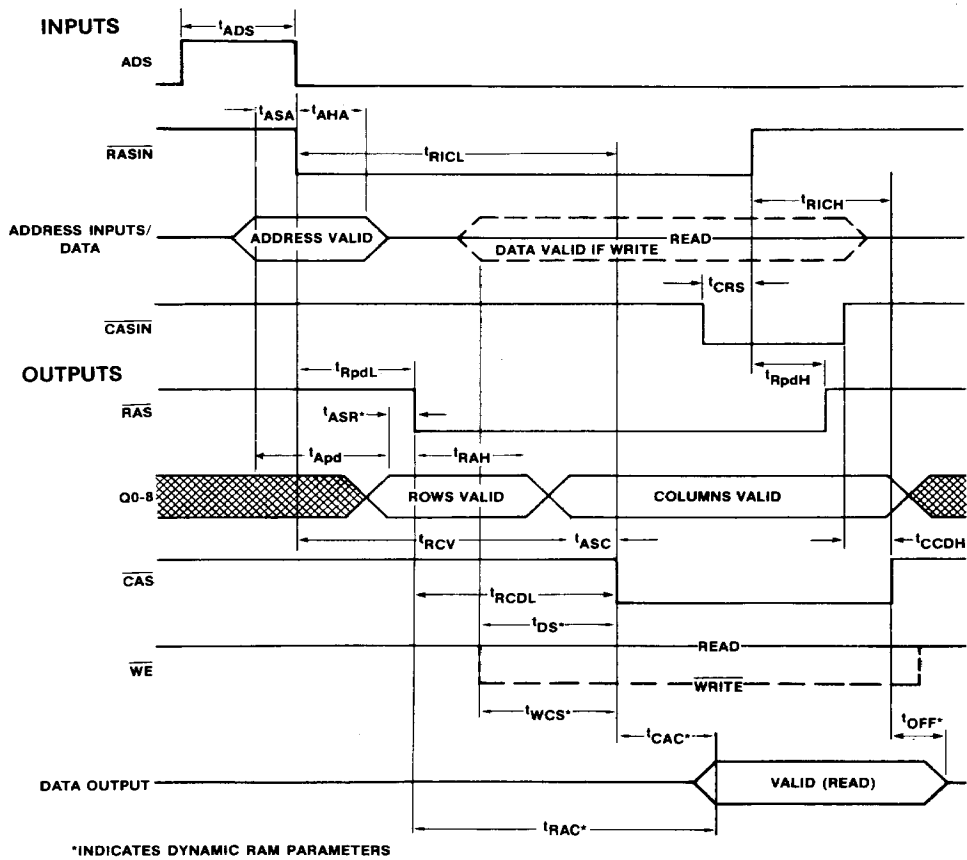 INPUTS
tADS
ADS
tASA
tAHA
RASIN
tRICL
tRICH
ADDRESS INPUTS/
DATA
ADDRESS VALID
READ
DATA VALID IF WRITE
tCRS
CASIN
OUTPUTS
tRpdL
tRpdH
RAS
tASR*
tApd
tRAH
Q0-8
ROWS VALID
COLUMNS VALID
tRCV
tASC
tCCDH
CAS
tRCDL
tDS*
READ
WE
WRITE
tWCS*
tOFF*
tCAC*
DATA OUTPUT
VALID (READ)
tRAC*
*INDICATES DYNAMIC RAM PARAMETERS